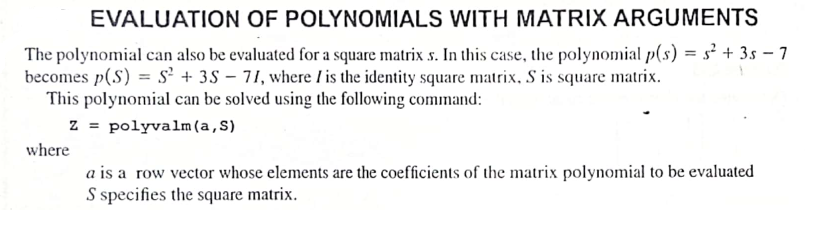 EVALUATION OF POLYNOMIALS WITH MATRIX ARGUMENTS
The polynomial can also be evaluated for a square matrix s. In this case, the polynomial p(s) = s² + 3s – 7
becomes p(S) = S² + 3S – 7I, where I is the identity square matrix, S is square matrix.
This polynomial can be solved using the following command:
Z = polyvalm(a,S)
where
a is a row vector whose elements are the coefficients of the matrix polynomial to be evaluated
S specifies the square matrix.